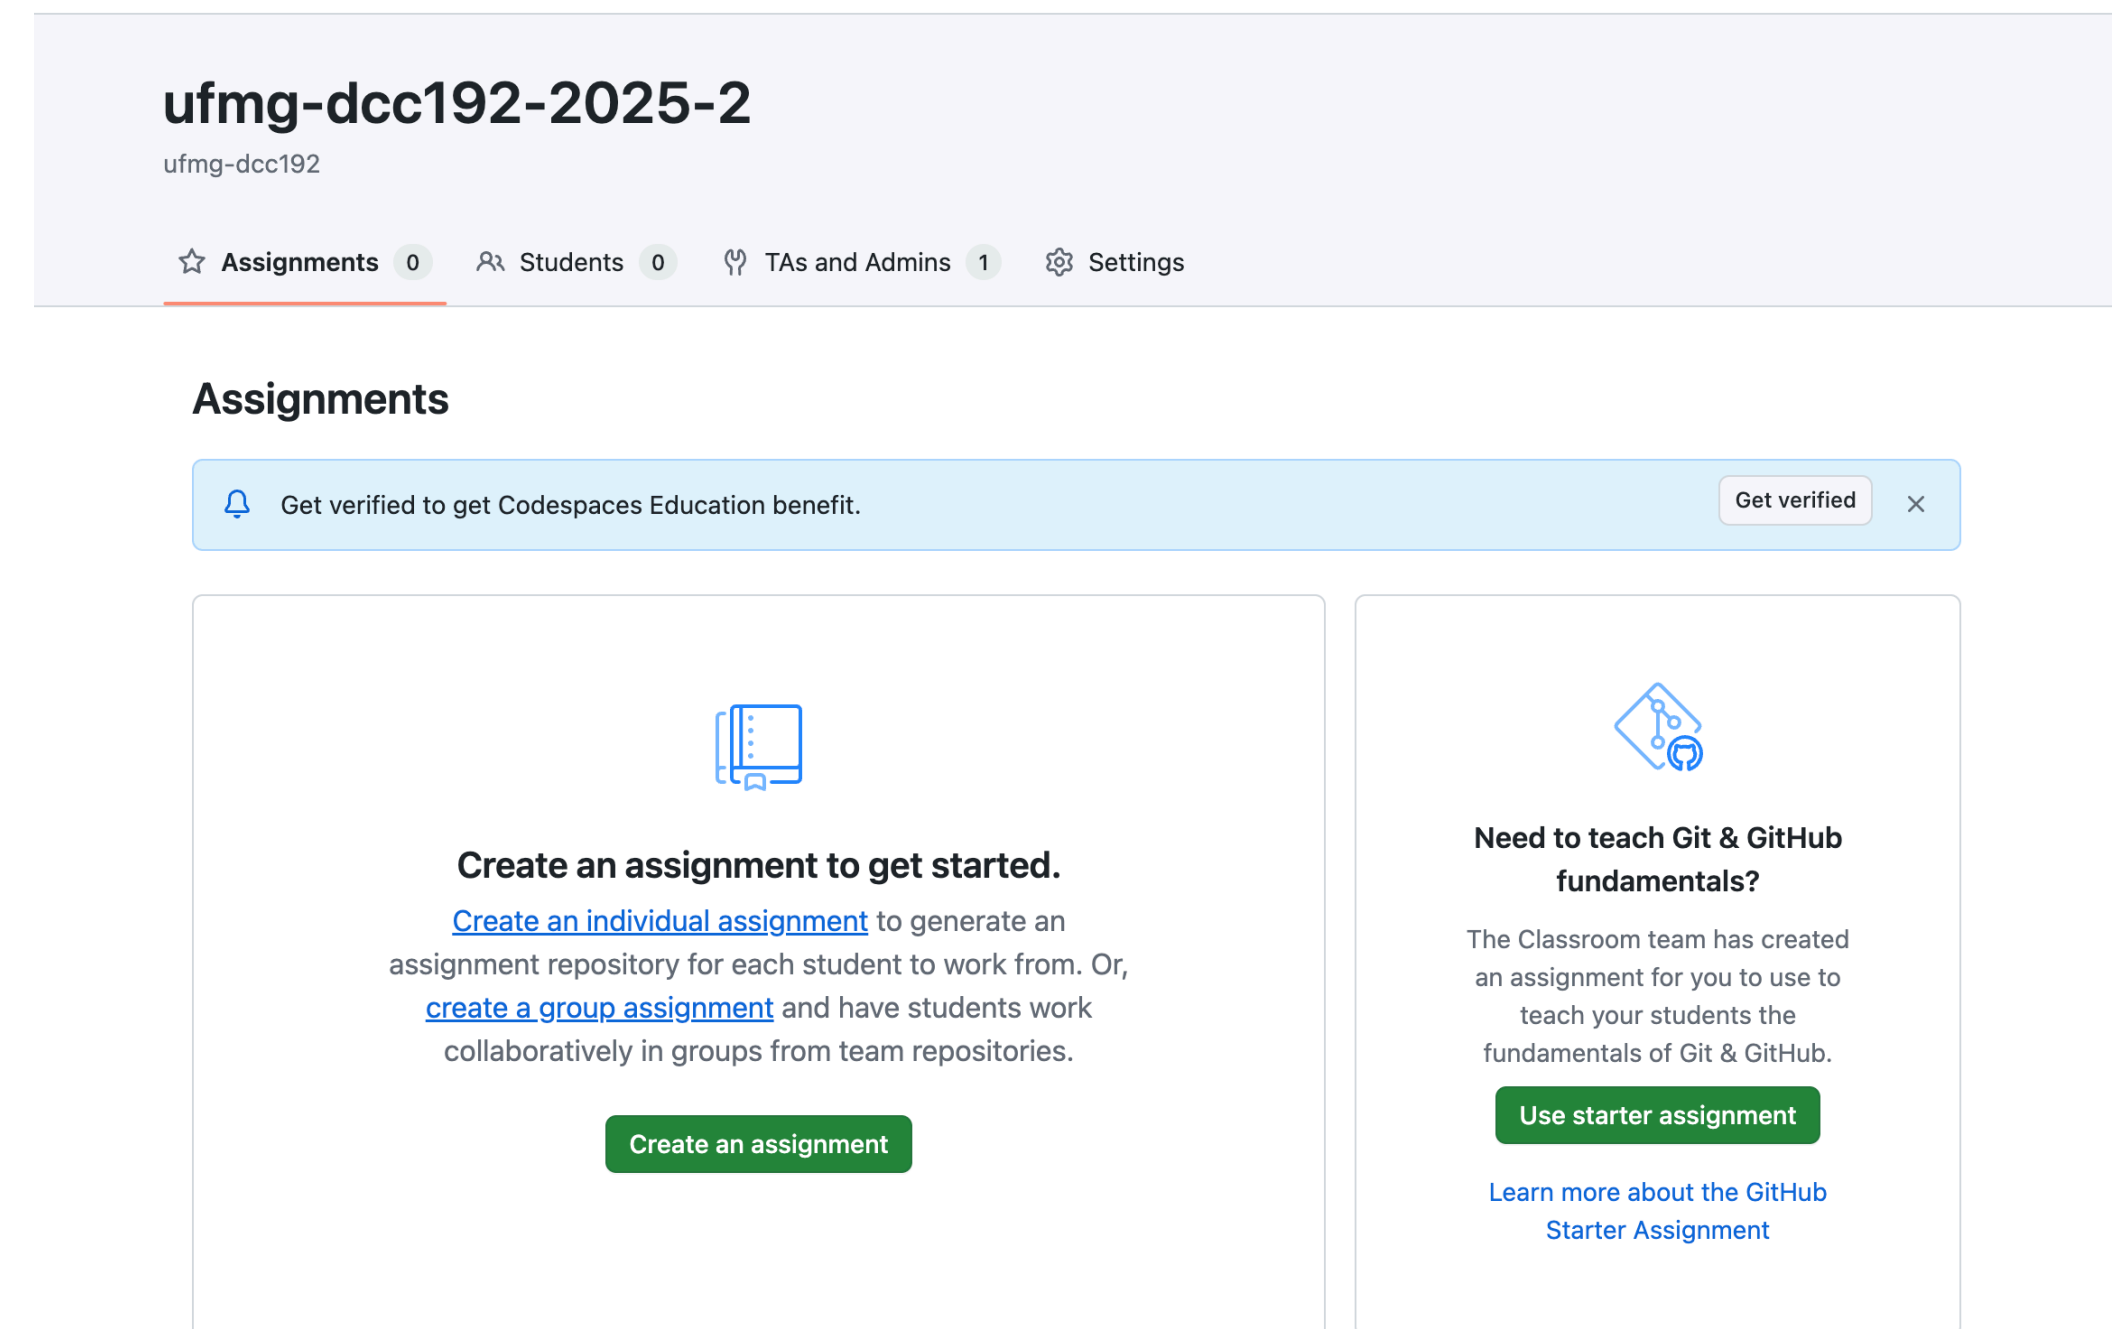 ufmg-dcc192-2025-2
ufmg-dcc192
Assignments 0 Students 0 TAs and Admins 1 Settings
Assignments
Get verified to get Codespaces Education benefit. Get verified
Create an assignment to get started.
Create an individual assignment to generate an
assignment repository for each student to work from. Or,
create a group assignment and have students work
collaboratively in groups from team repositories.
Create an assignment
Need to teach Git & GitHub
fundamentals?
The Classroom team has created
an assignment for you to use to
teach your students the
fundamentals of Git & GitHub.
Use starter assignment
Learn more about the GitHub
Starter Assignment